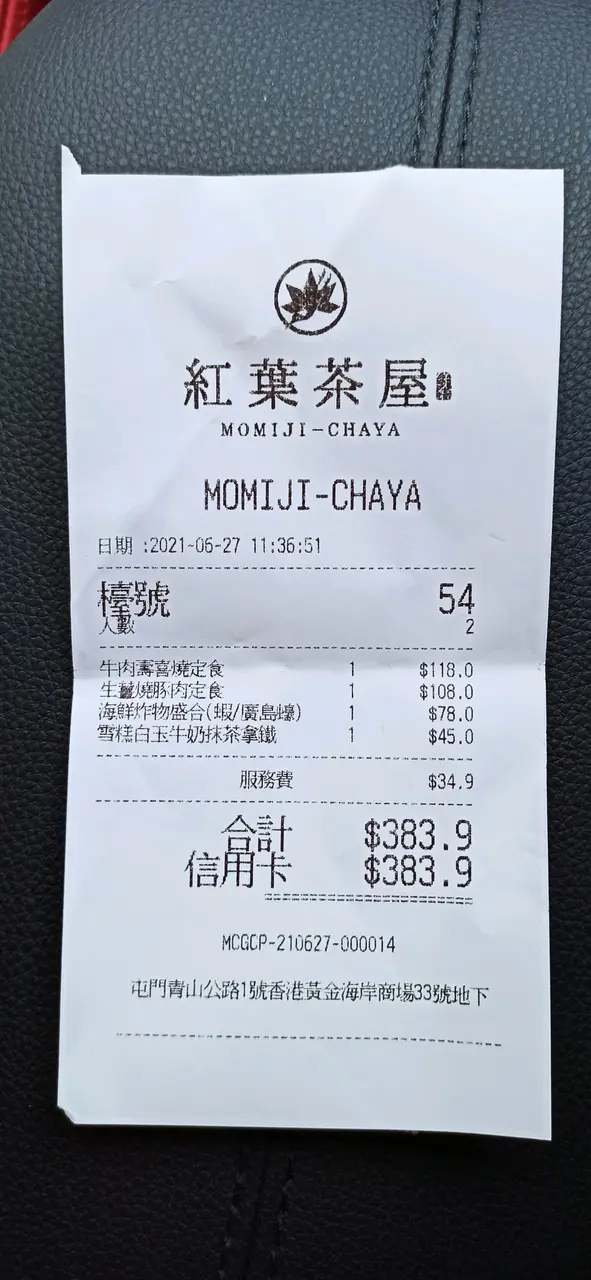 紅葉茶屋
MOMIJI-CHAYA
MOMIJI-CHAYA
日期 :2021-06-27 11:36:51
檯號 54
人數 2
牛肉壽喜燒定食 1 $118.0
生薑燒豚肉定食 1 $108.0
海鮮炸物盛合(蝦/廣島蠔) 1 $78.0
雪糕白玉牛奶抹茶拿鐵 1 $45.0
服務費 $34.9
合計 $383.9
信用卡 $383.9
MCGCP-210627-000014
屯門青山公路1號香港黃金海岸商場33號地下